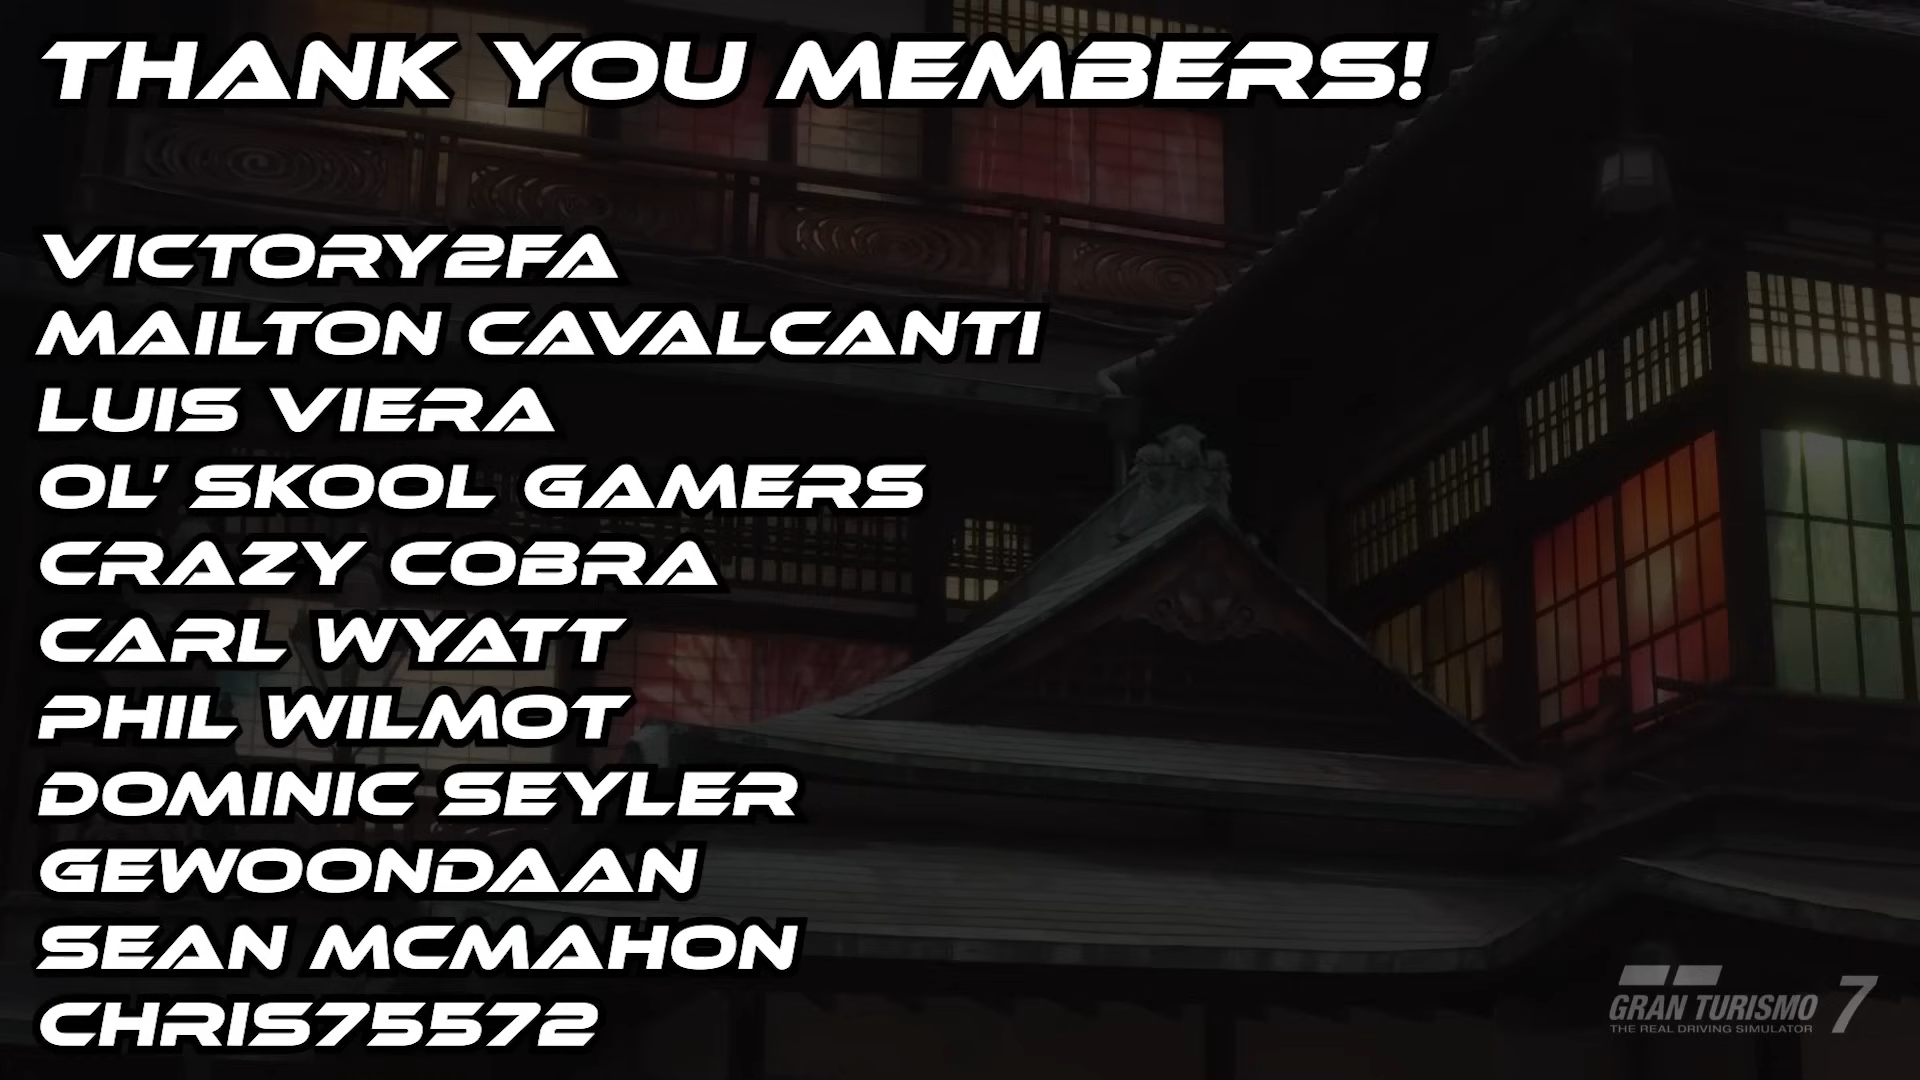 THANK YOU MEMBERS!
VICTORY2FA
MAILTON CAVALCANTI
LUIS VIERA
OL' SKOOL GAMERS
CRAZY COBRA
CARL WYATT
PHIL WILMOT
DOMINIC SEYLER
GEWOONDAAN
SEAN MCMAHON
CHRIS75572
GRAN TURISMO 7
THE REAL DRIVING SIMULATOR